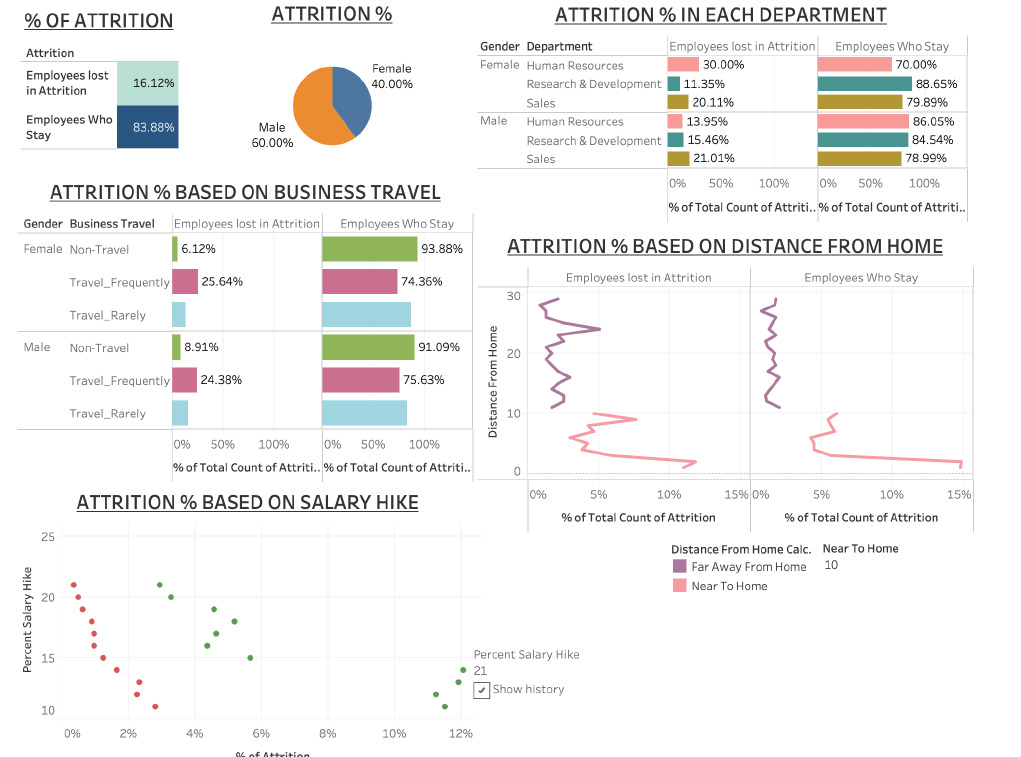 % OF ATTRITION
Attrition
Employees lost
in Attrition
16.12%
Employees Who
Stay
83.88%
ATTRITION %
Female
40.00%
Male
60.00%
ATTRITION % IN EACH DEPARTMENT
Gender Department Employees lost in Attrition Employees Who Stay
Female Human Resources 30.00% 70.00%
Research & Development 11.35% 88.65%
Sales 20.11% 79.89%
Male Human Resources 13.95% 86.05%
Research & Development 15.46% 84.54%
Sales 21.01% 78.99%
0% 50% 100% 0% 50% 100%
% of Total Count of Attriti.. % of Total Count of Attriti..
ATTRITION % BASED ON BUSINESS TRAVEL
Gender Business Travel Employees lost in Attrition Employees Who Stay
Female Non-Travel 6.12% 93.88%
Travel_Frequently 25.64% 74.36%
Travel_Rarely
Male Non-Travel 8.91% 91.09%
Travel_Frequently 24.38% 75.63%
Travel_Rarely
0% 50% 100% 0% 50% 100%
% of Total Count of Attriti.. % of Total Count of Attriti..
ATTRITION % BASED ON DISTANCE FROM HOME
Employees lost in Attrition Employees Who Stay
Distance From Home
30
20
10
0
0% 5% 10% 15% 0% 5% 10% 15%
% of Total Count of Attrition % of Total Count of Attrition
Distance From Home Calc.
Far Away From Home
Near To Home
Near To Home
10
ATTRITION % BASED ON SALARY HIKE
Percent Salary Hike
25
20
15
10
0% 2% 4% 6% 8% 10% 12%
% of Attrition
Percent Salary Hike
21
Show history